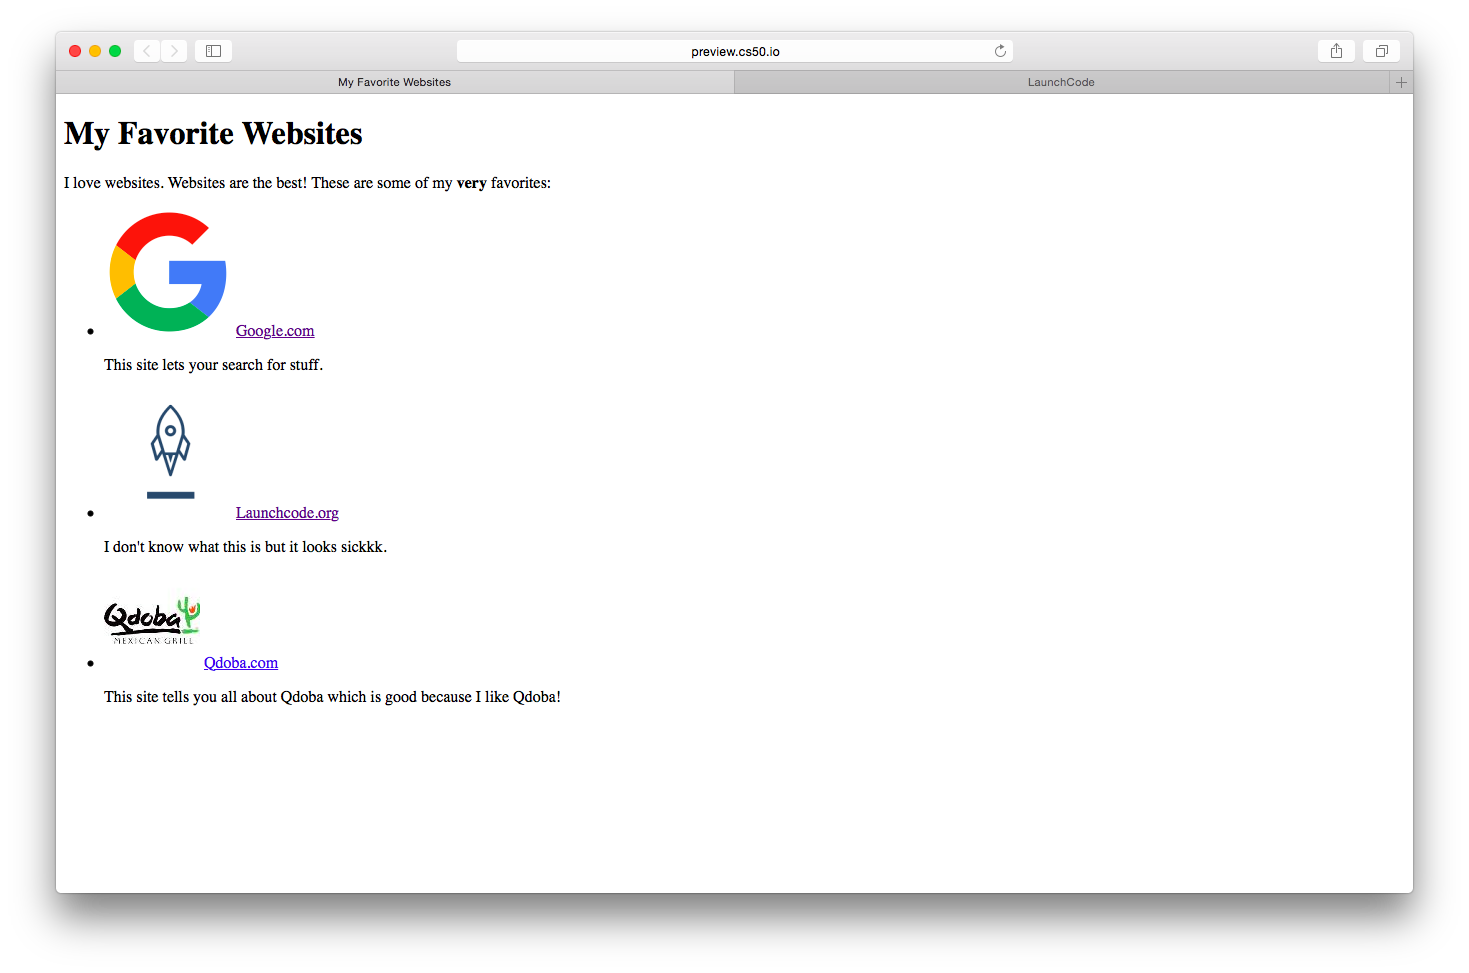 preview.cs50.io
My Favorite Websites
LaunchCode
My Favorite Websites
I love websites. Websites are the best! These are some of my very favorites:
Google.com
This site lets your search for stuff.
Launchcode.org
I don't know what this is but it looks sickkk.
Qdoba
MEXICAN GRILL
Qdoba.com
This site tells you all about Qdoba which is good because I like Qdoba!